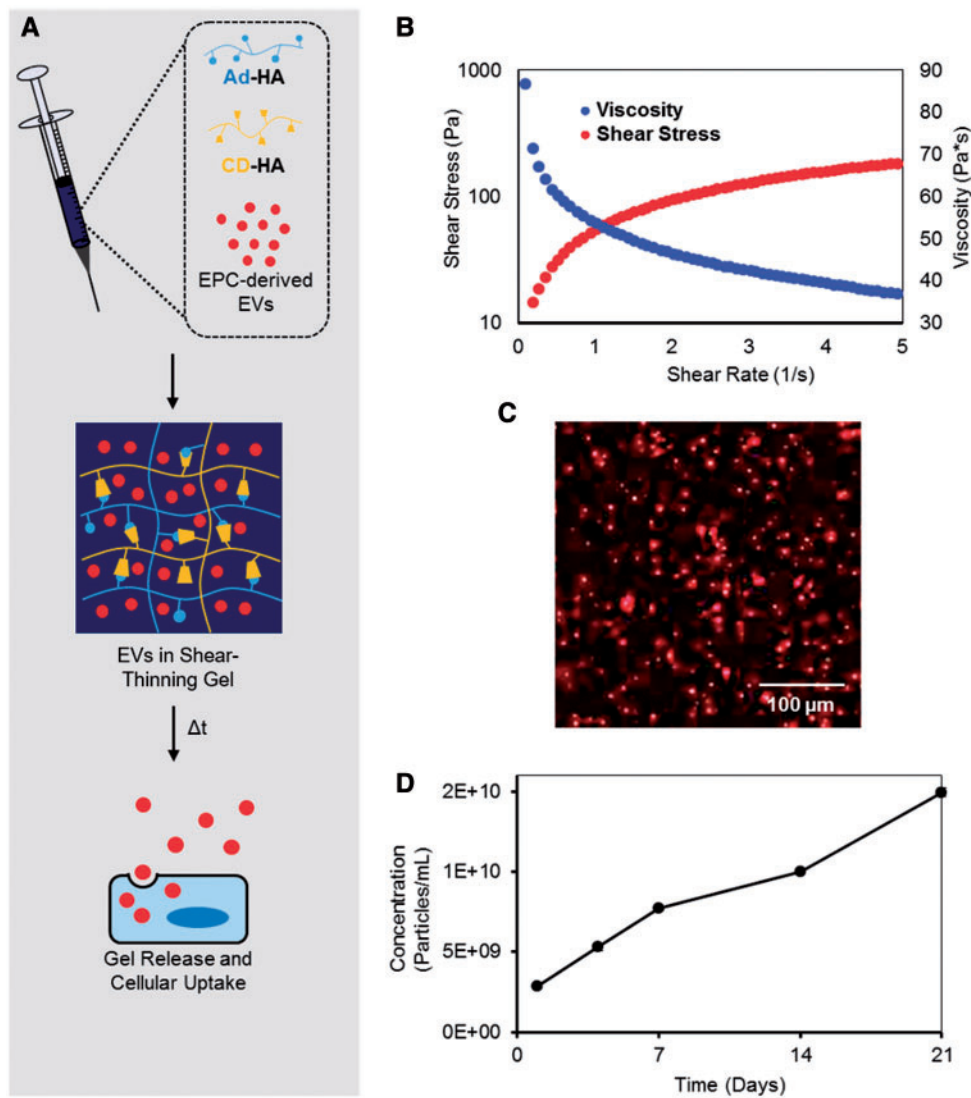 A
Ad-HA
CD-HA
EPC-derived
EVs
EVs in Shear-
Thinning Gel
Δt
Gel Release and
Cellular Uptake
B
Shear Stress (Pa)
1000
100
10
Viscosity
Shear Stress
90
80
70
60
50
40
30
Viscosity (Pa*s)
0
1
2
3
4
5
Shear Rate (1/s)
C
100 µm
D
Concentration
(Particles/mL)
2E+10
1E+10
5E+09
0E+00
0
7
14
21
Time (Days)